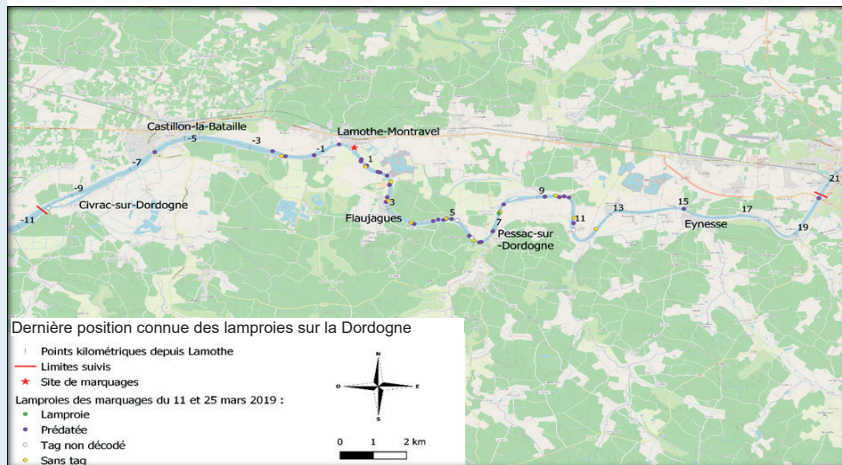 Castillon-la-Bataille
Lamothe-Montravel
-5
-3
-1
-7
1
-9
21
Civrac-sur-Dordogne
3
9
15
-11
Flaujagues
5
13
17
7
11
Pessac-sur
-Dordogne
Eynesse
19
Dernière position connue des lamproies sur la Dordogne
Points kilométriques depuis Lamothe
Limites suivis
Site de marquages
Lamproies des marquages du 11 et 25 mars 2019 :
Lamproie
Prédatée
Tag non décodé
Sans tag
N
O
E
S
0 1 2 km